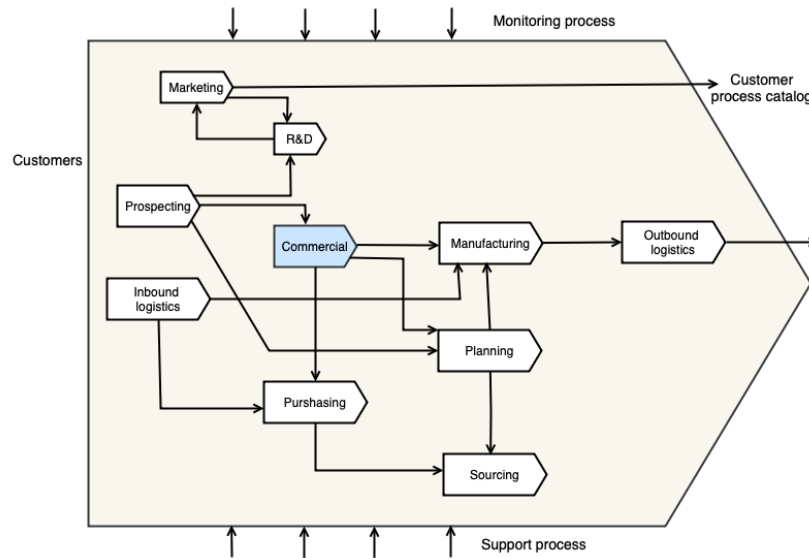 Monitoring process
Marketing
Customer
process catalog
R&D
Customers
Prospecting
Commercial
Manufacturing
Outbound
logistics
Inbound
logistics
Planning
Purshasing
Sourcing
Support process